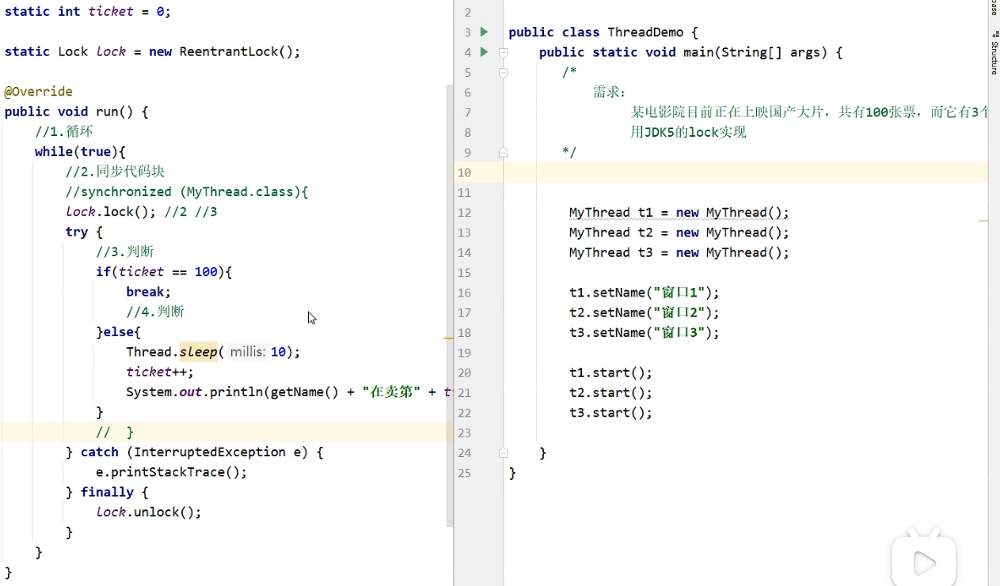 static int ticket = 0;
static Lock lock = new ReentrantLock();
@Override
public void run() {
//1.循环
while(true){
//2.同步代码块
//synchronized (MyThread.class){
lock.lock(); //2 //3
try {
//3.判断
if(ticket == 100){
break;
//4.判断
}else{
Thread.sleep( millis: 10);
ticket++;
System.out.println(getName() + "在卖第" + t
}
// }
} catch (InterruptedException e) {
e.printStackTrace();
} finally {
lock.unlock();
}
}
}
2
3 public class ThreadDemo {
4 public static void main(String[] args) {
5 /*
6 需求：
7 某电影院目前正在上映国产大片，共有100张票，而它有3个
8 用JDK5的lock实现
9 */
10
11
12 MyThread t1 = new MyThread();
13 MyThread t2 = new MyThread();
14 MyThread t3 = new MyThread();
15
16 t1.setName("窗口1");
17 t2.setName("窗口2");
18 t3.setName("窗口3");
19
20 t1.start();
21 t2.start();
22 t3.start();
23
24 }
25 }
Structure